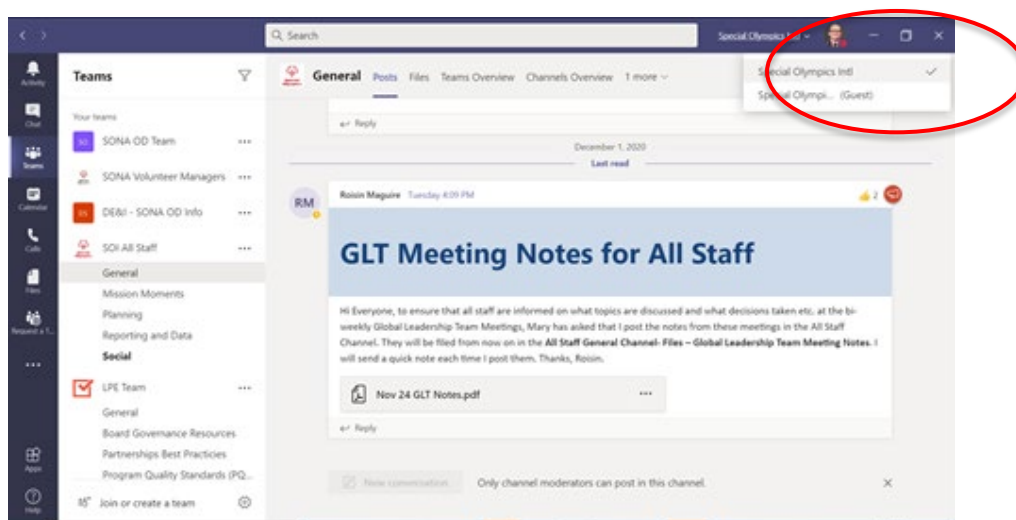 Search
Special Olympics Intl
Special Olympics Intl
Special Olympi... (Guest)
Activity
Chat
Teams
Calendar
Calls
Files
Request a T...
Apps
Help
Teams
Your teams
SO SONA OD Team
SONA Volunteer Managers
DE&I - SONA OD Info
SOI All Staff
General
Mission Moments
Planning
Reporting and Data
Social
LPE Team
General
Board Governance Resources
Partnerships Best Practicies
Program Quality Standards (PQ...
Join or create a team
General Posts Files Teams Overview Channels Overview 1 more
Reply
December 1, 2020
Last read
RM
Roisin Maguire Tuesday 4:09 PM
2
GLT Meeting Notes for All Staff
Hi Everyone, to ensure that all staff are informed on what topics are discussed and what decisions taken etc. at the bi-
weekly Global Leadership Team Meetings, Mary has asked that I post the notes from these meetings in the All Staff
Channel. They will be filed from now on in the All Staff General Channel- Files – Global Leadership Team Meeting Notes. I
will send a quick note each time I post them. Thanks, Roisin.
Nov 24 GLT Notes.pdf
Reply
New conversation Only channel moderators can post in this channel.